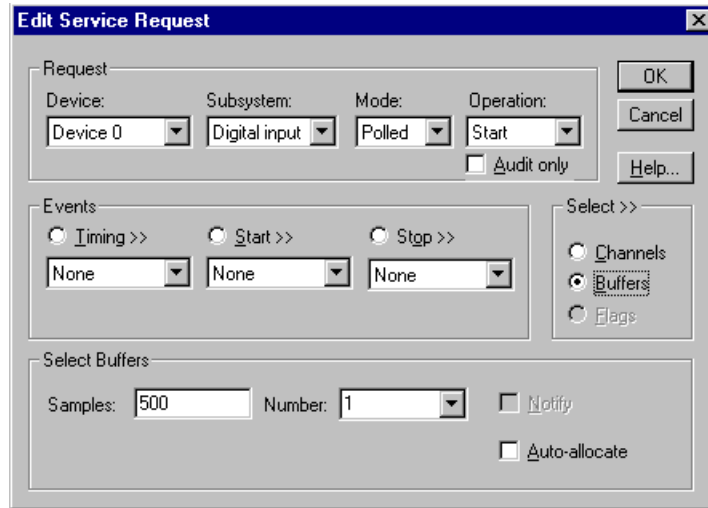 Edit Service Request
Request
OK
Device: Subsystem: Mode: Operation:
Cancel
Device 0 Digital input Polled Start
Audit only
Help...
Events
Select >>
Timing >> Start >> Stop >>
Channels
None None None
Buffers
Flags
Select Buffers
Samples: 500 Number: 1 Notify
Auto-allocate